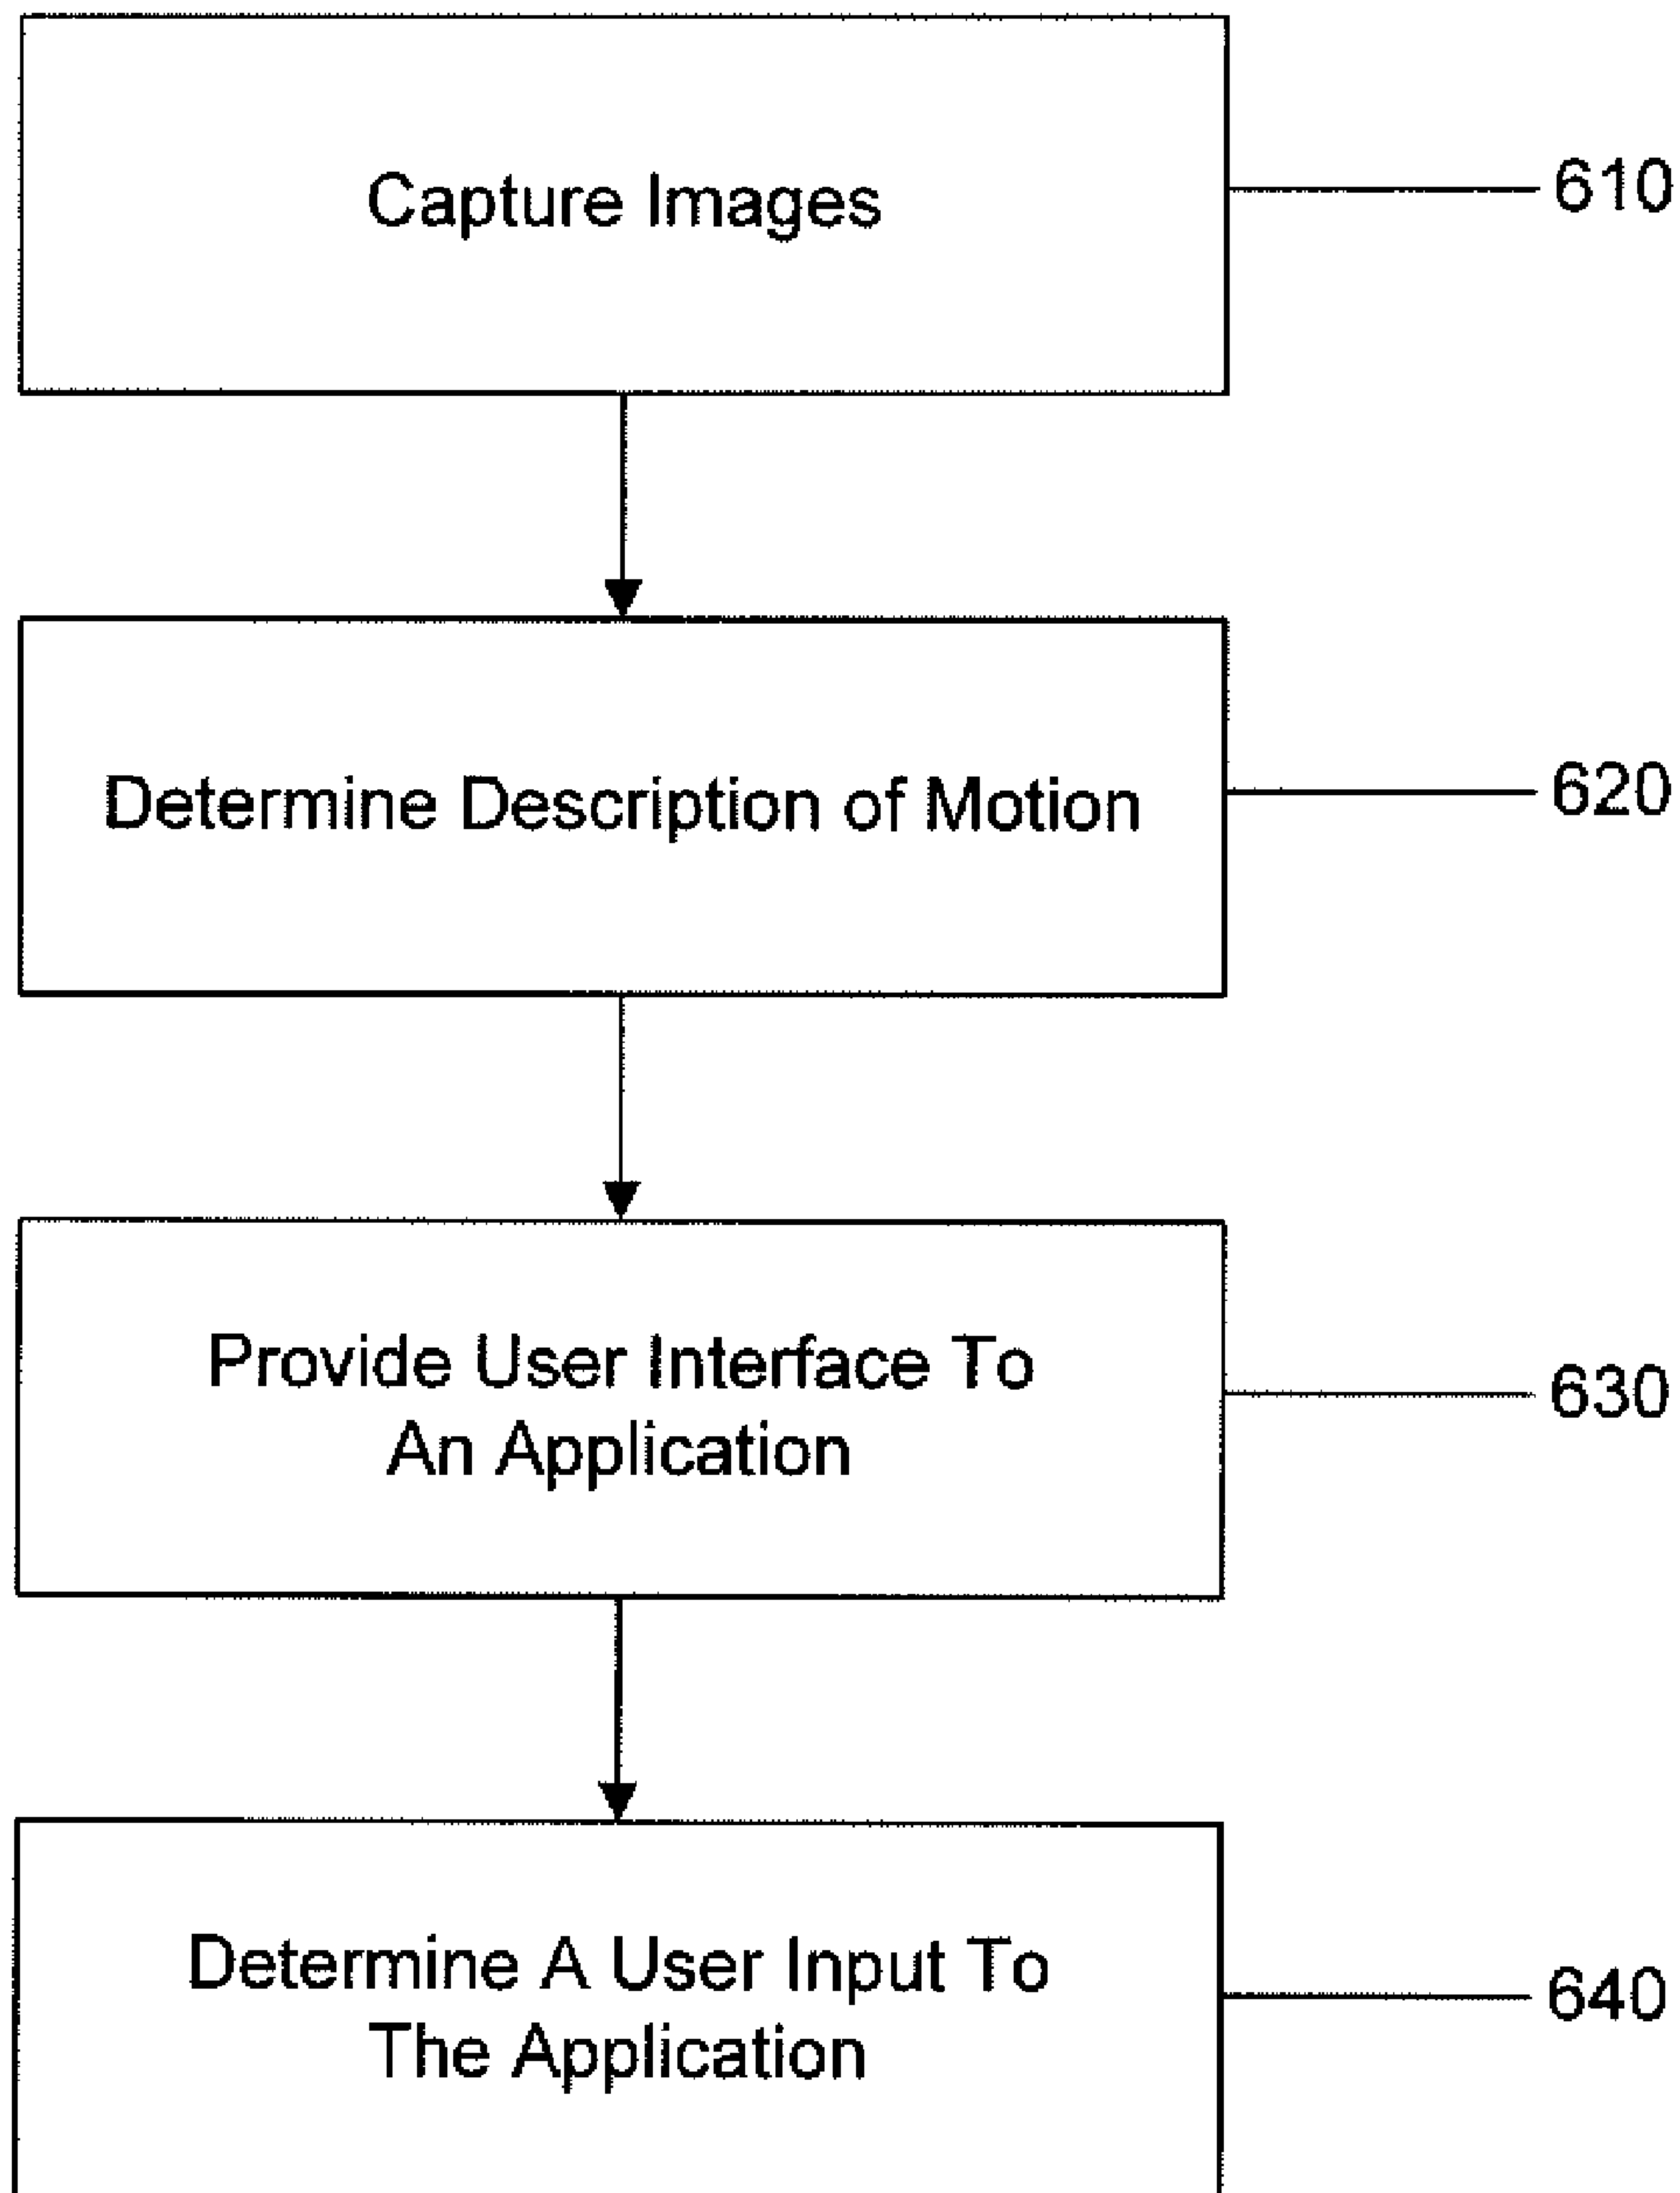 Capture Images
610
Determine Description of Motion
620
Provide User Interface To
An Application
630
Determine A User Input To
The Application
640